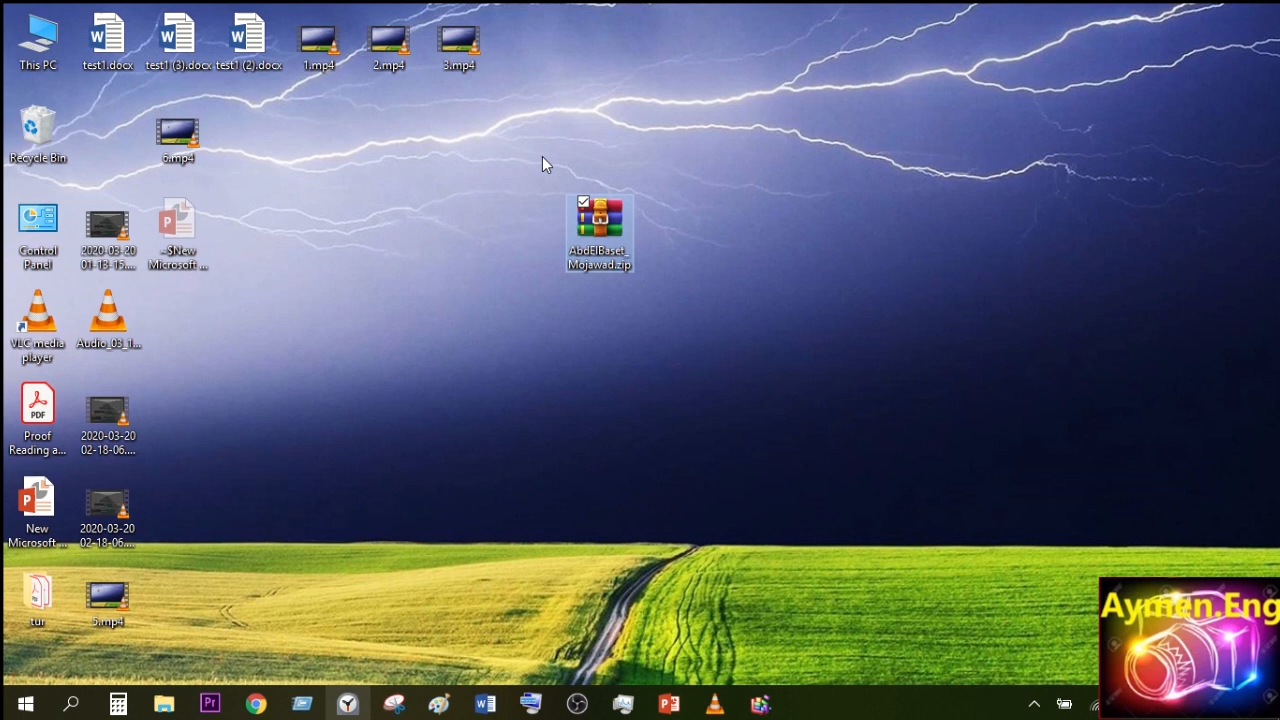 This PC
test1.docx
test1 (3).docx
test1 (2).docx
1.mp4
2.mp4
3.mp4
Recycle Bin
6.mp4
Control
Panel
2020-03-20
01-13-15....
~$New
Microsoft ...
AbdElBaset_
Mojawad.zip
VLC media
player
Audio_03_1...
PDF
Proof
Reading a...
2020-03-20
02-18-06....
New
Microsoft ...
2020-03-20
02-18-06....
tur
5.mp4
Aymen.Eng
Pr